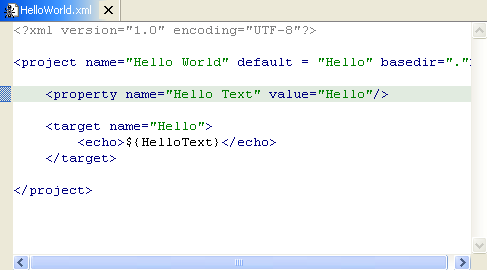 HelloWorld.xml
<?xml version="1.0" encoding="UTF-8"?>
<project name="Hello World" default = "Hello" basedir="."
<property name="Hello Text" value="Hello"/>
<target name="Hello">
<echo>${HelloText}</echo>
</target>
</project>